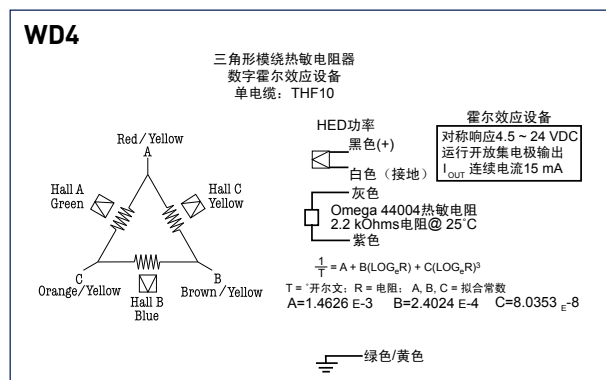 WD4
三角形模绕热敏电阻器
数字霍尔效应设备
单电缆：THF10
Red/Yellow
A
Hall A
Green
Hall C
Yellow
C
Orange/Yellow
B
Brown/Yellow
Hall B
Blue
HED功率
黑色(+)
白色（接地）
霍尔效应设备
对称响应4.5 ~ 24 VDC
运行开放集电极输出
I_OUT 连续电流15 mA
灰色
Omega 44004热敏电阻
2.2 kOhms电阻@ 25°C
紫色
1/T = A + B(LOG_eR) + C(LOG_eR)³
T = °开尔文；R = 电阻； A, B, C = 拟合常数
A=1.4626 E-3 B=2.4024 E-4 C=8.0353 E-8
绿色/黄色